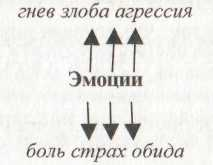 гнев злоба агрессия
Эмоции
боль страх обида